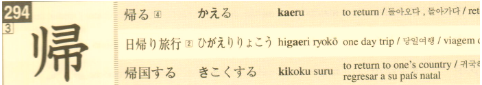 294
3
帰
帰る 4 かえる kaeru to return / 돌아오다, 돌아가다 / ret
日帰り旅行 2 ひがえりりょこう higaeri ryokō one day trip / 당일여행 / viagem d
帰国する きこくする kikoku suru to return to one's country / 귀국
regresar a su país natal